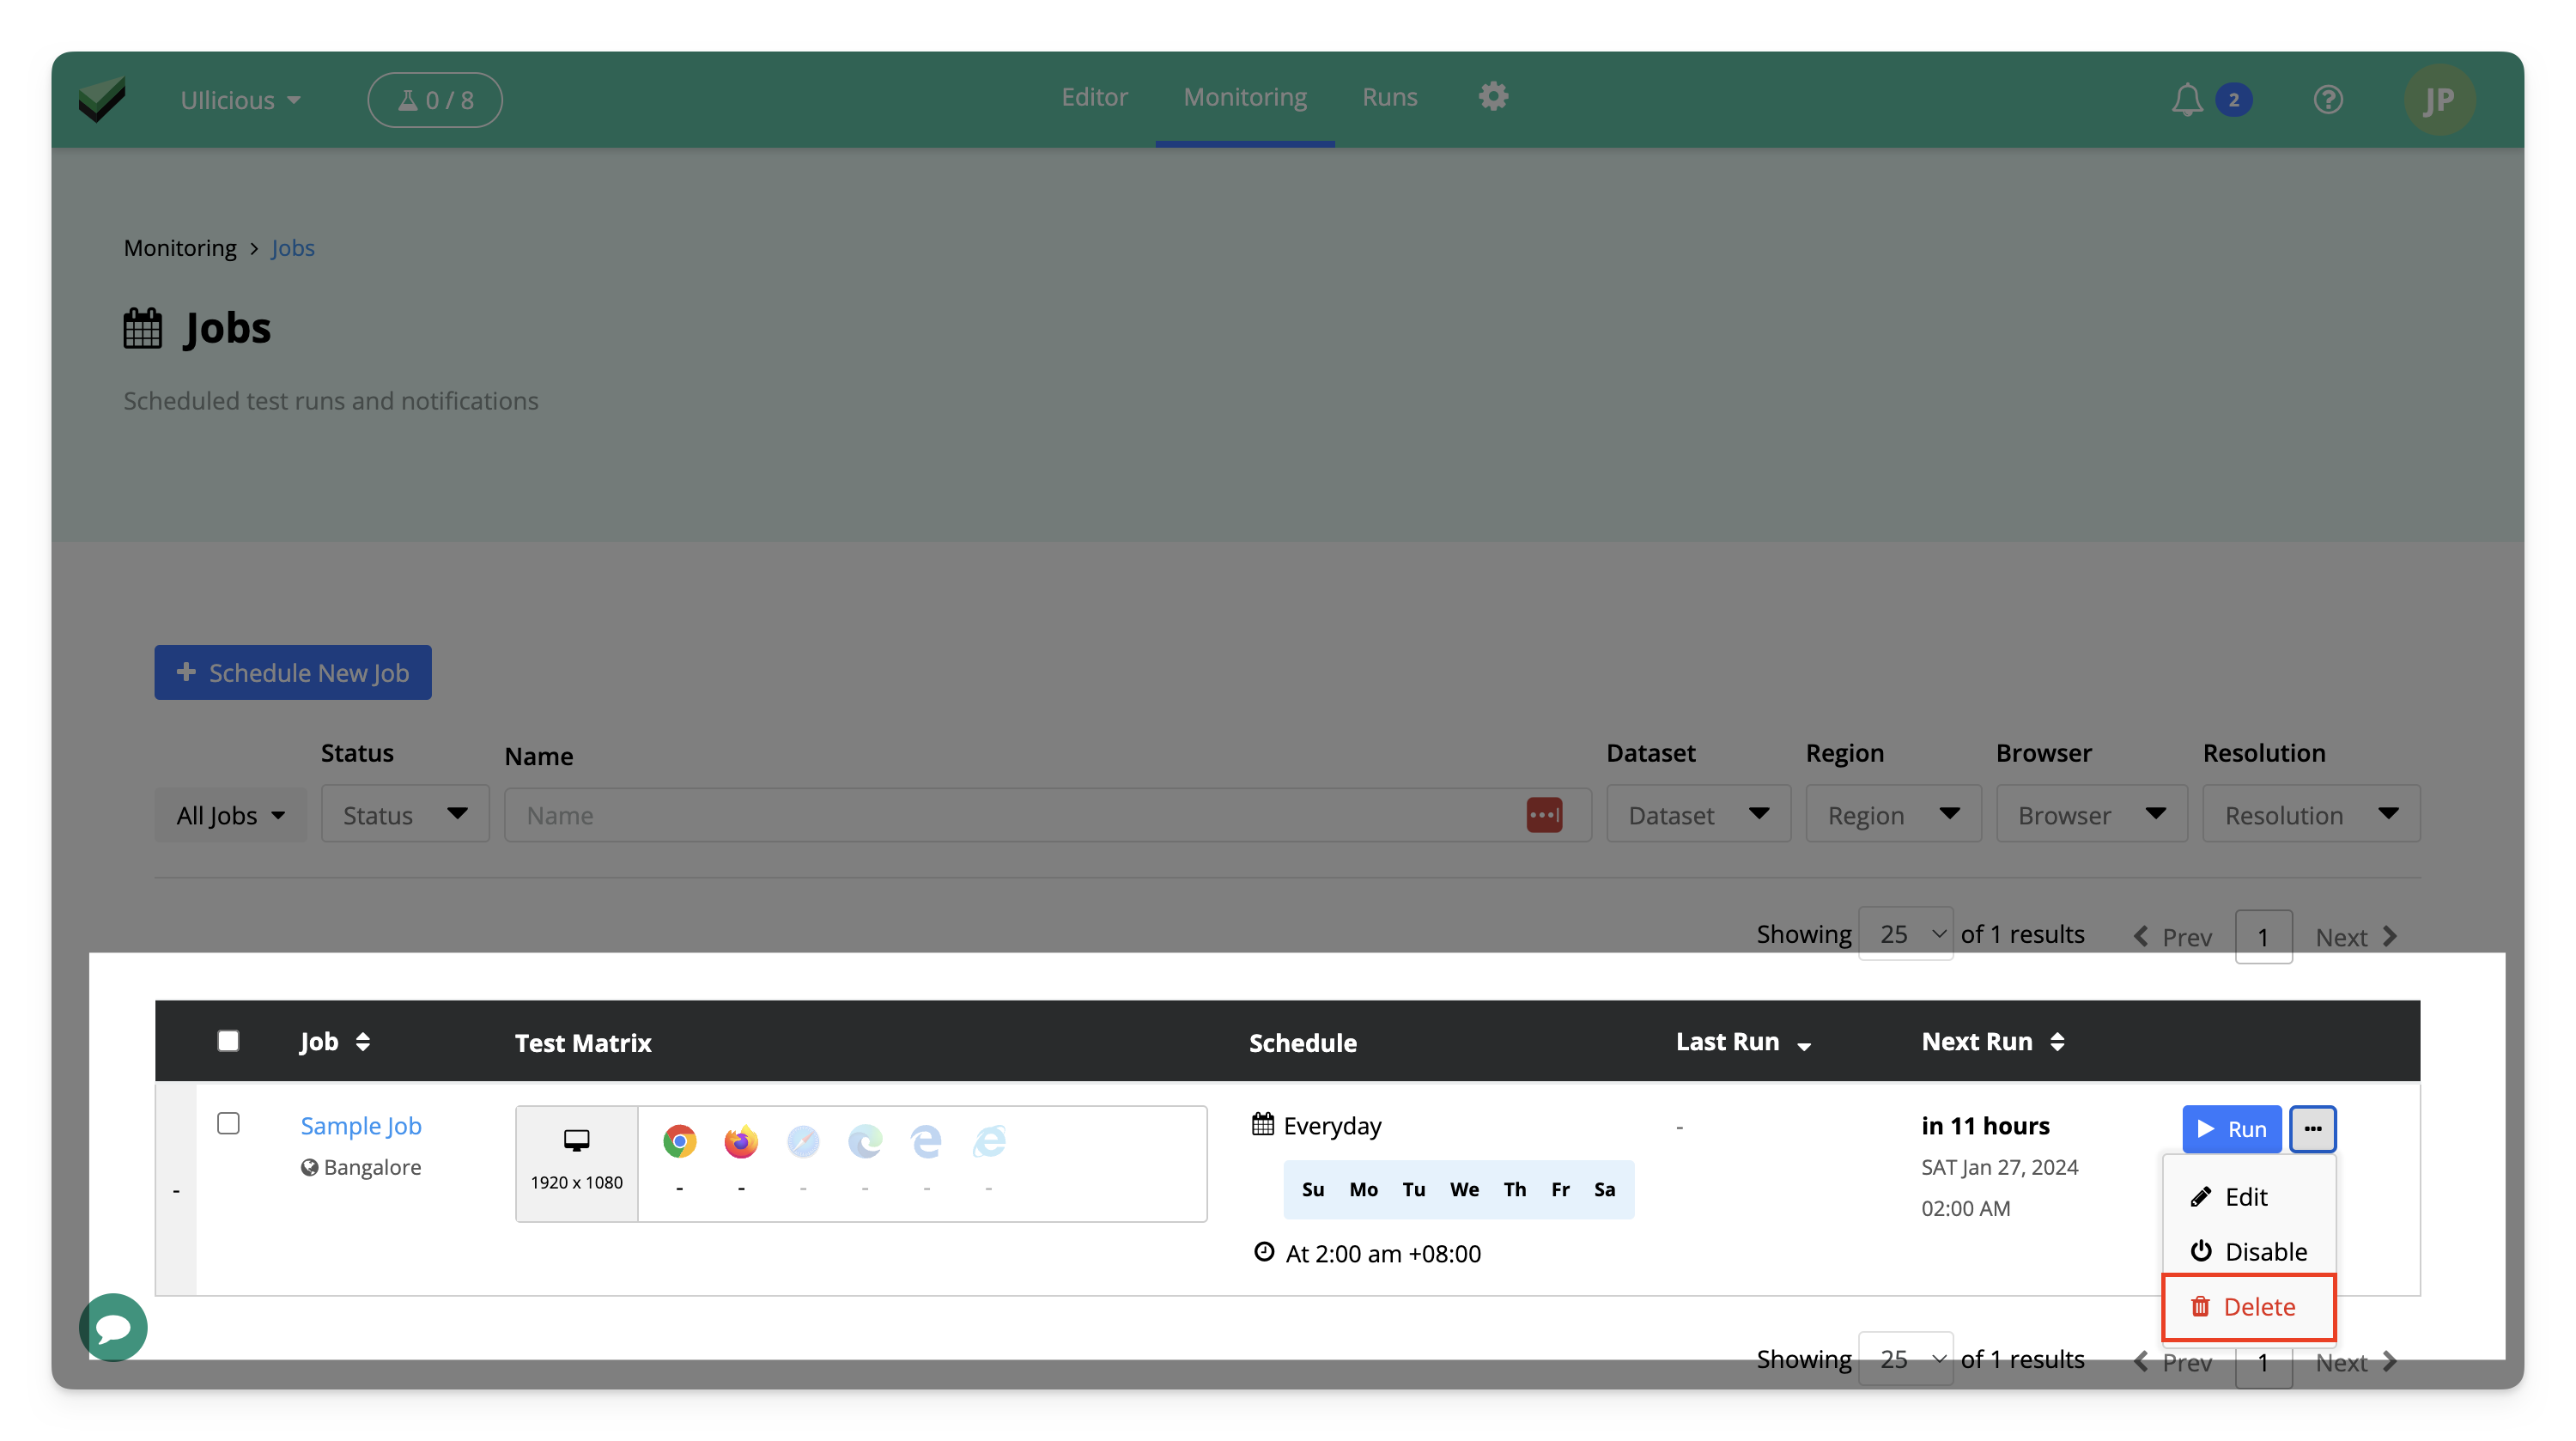 Ullicious
0 / 8
Editor
Monitoring
Runs
2
JP
Monitoring > Jobs
Jobs
Scheduled test runs and notifications
+ Schedule New Job
Status
Name
Dataset
Region
Browser
Resolution
All Jobs
Status
Name
Dataset
Region
Browser
Resolution
Showing 25 of 1 results
Prev 1 Next
Job
Test Matrix
Schedule
Last Run
Next Run
-
Sample Job
Bangalore
1920 x 1080
- - - - - -
Everyday
Su Mo Tu We Th Fr Sa
At 2:00 am +08:00
-
in 11 hours
SAT Jan 27, 2024
02:00 AM
Run
Edit
Disable
Delete
Showing 25 of 1 results
Prev 1 Next